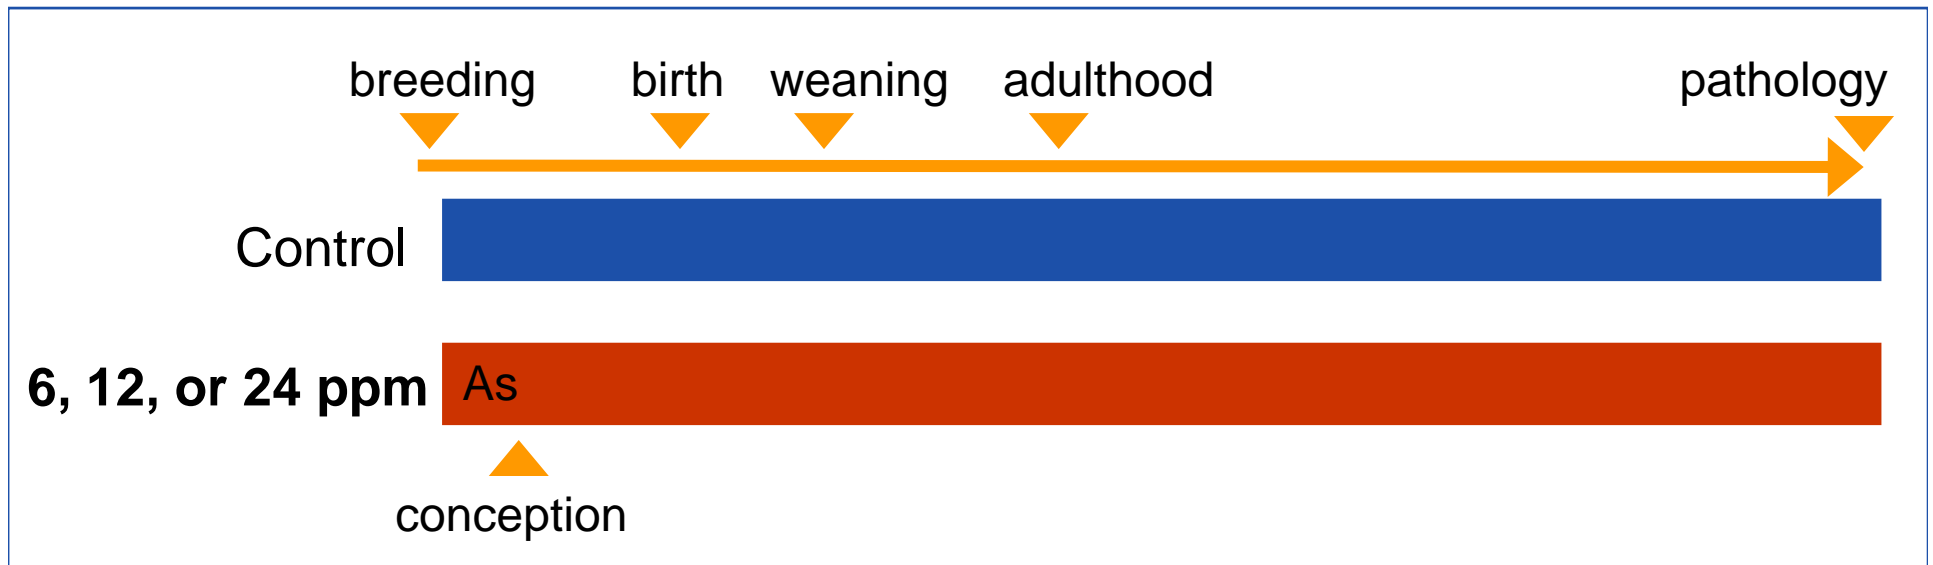 breeding birth weaning adulthood pathology
Control
6, 12, or 24 ppm As
conception